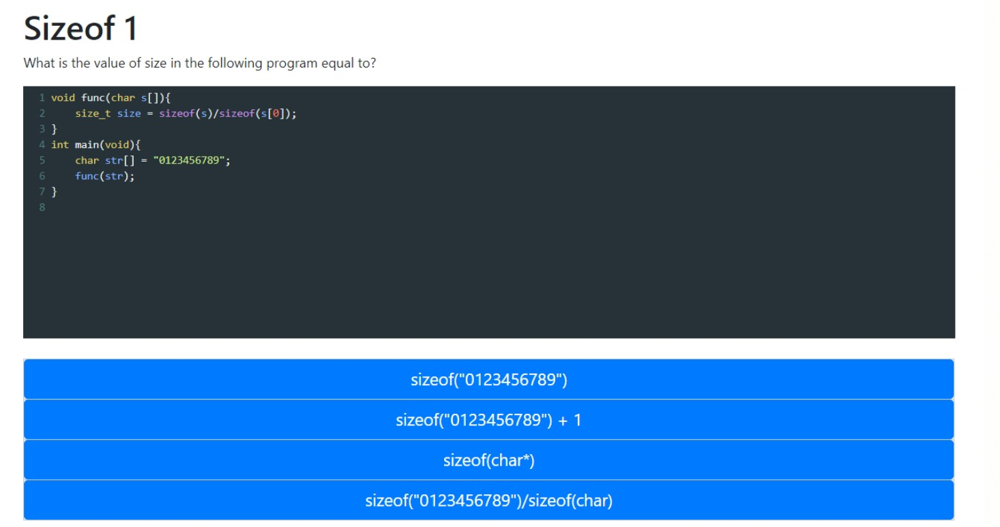 Sizeof 1
What is the value of size in the following program equal to?
1 void func(char s[]){
2     size_t size = sizeof(s)/sizeof(s[0]);
3 }
4 int main(void){
5     char str[] = "0123456789";
6     func(str);
7 }
8
sizeof("0123456789")
sizeof("0123456789") + 1
sizeof(char*)
sizeof("0123456789")/sizeof(char)